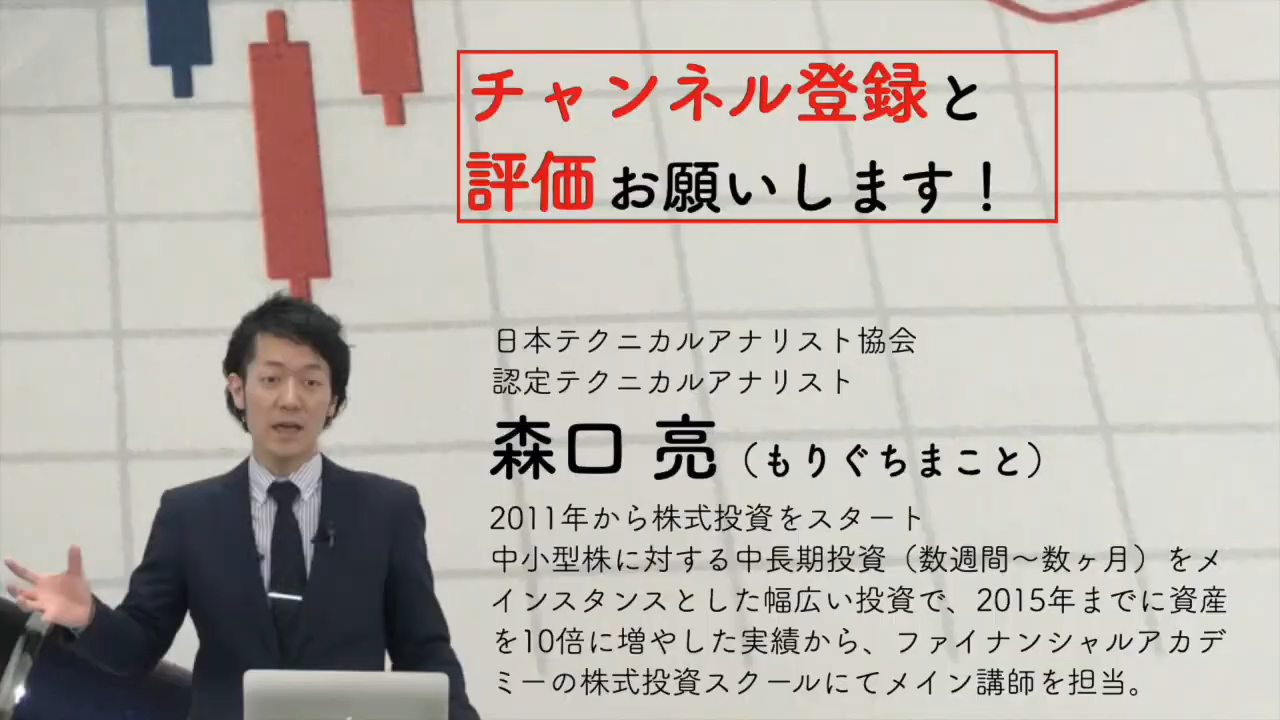 チャンネル登録と
評価お願いします！
日本テクニカルアナリスト協会
認定テクニカルアナリスト
森口 亮（もりぐちまこと）
2011年から株式投資をスタート
中小型株に対する中長期投資（数週間〜数ヶ月）をメ
インスタンスとした幅広い投資で、2015年までに資産
を10倍に増やした実績から、ファイナンシャルアカデ
ミーの株式投資スクールにてメイン講師を担当。